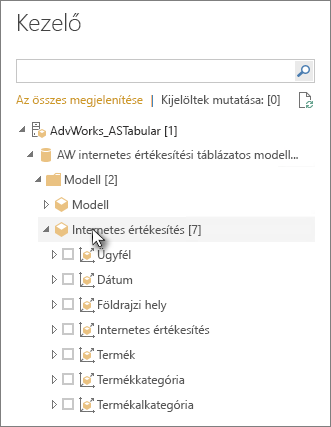 Kezelő
Az összes megjelenítése | Kijelöltek mutatása: [0]
AdvWorks_ASTabular [1]
AW internetes értékesítési táblázatos modell...
Modell [2]
Modell
Internetes értékesítés [7]
Ügyfél
Dátum
Földrajzi hely
Internetes értékesítés
Termék
Termékkategória
Termékalkategória